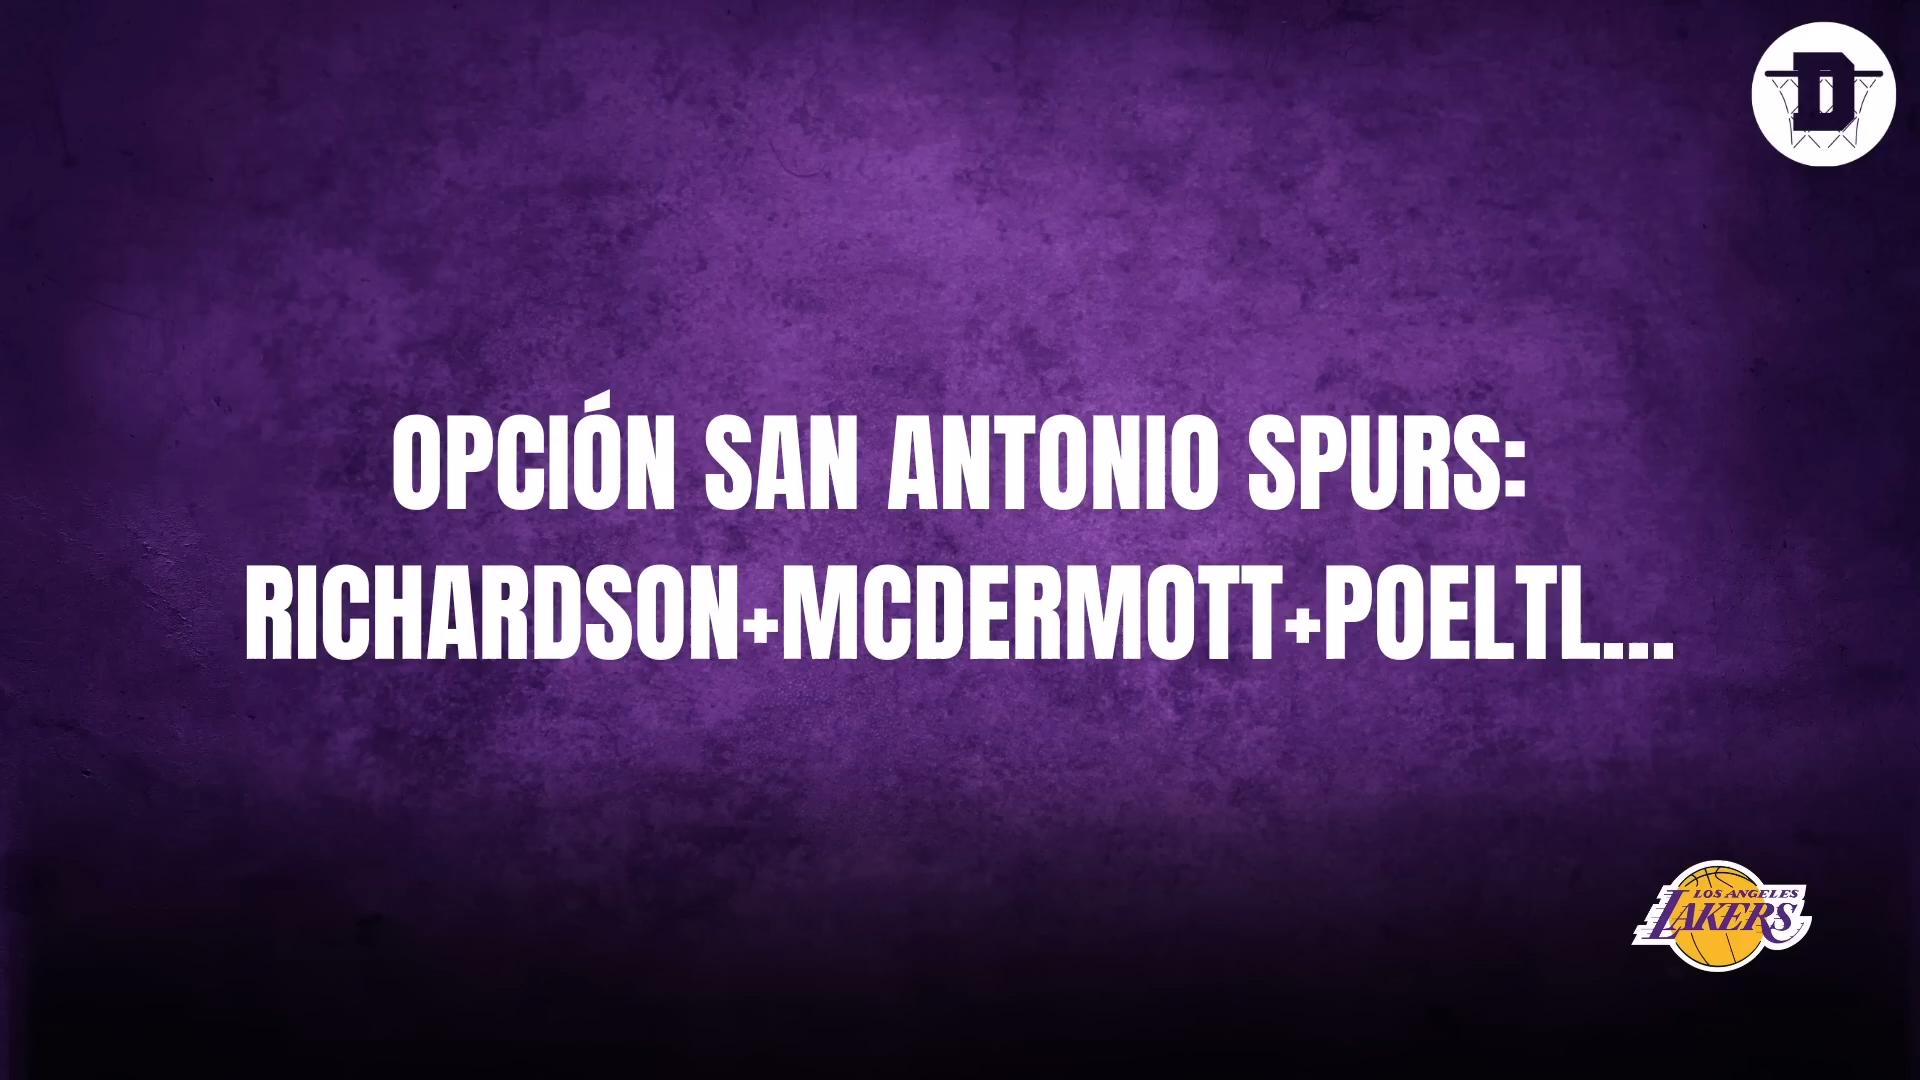 D
OPCIÓN SAN ANTONIO SPURS:
RICHARDSON+MCDERMOTT+POELTL...
LOS ANGELES
LAKERS